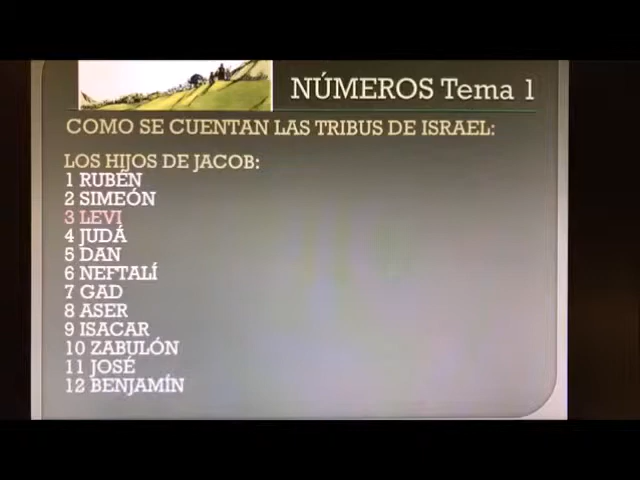 NÚMEROS Tema 1
COMO SE CUENTAN LAS TRIBUS DE ISRAEL:
LOS HIJOS DE JACOB:
1 RUBÉN
2 SIMEÓN
3 LEVI
4 JUDÁ
5 DAN
6 NEFTALÍ
7 GAD
8 ASER
9 ISACAR
10 ZABULÓN
11 JOSÉ
12 BENJAMÍN